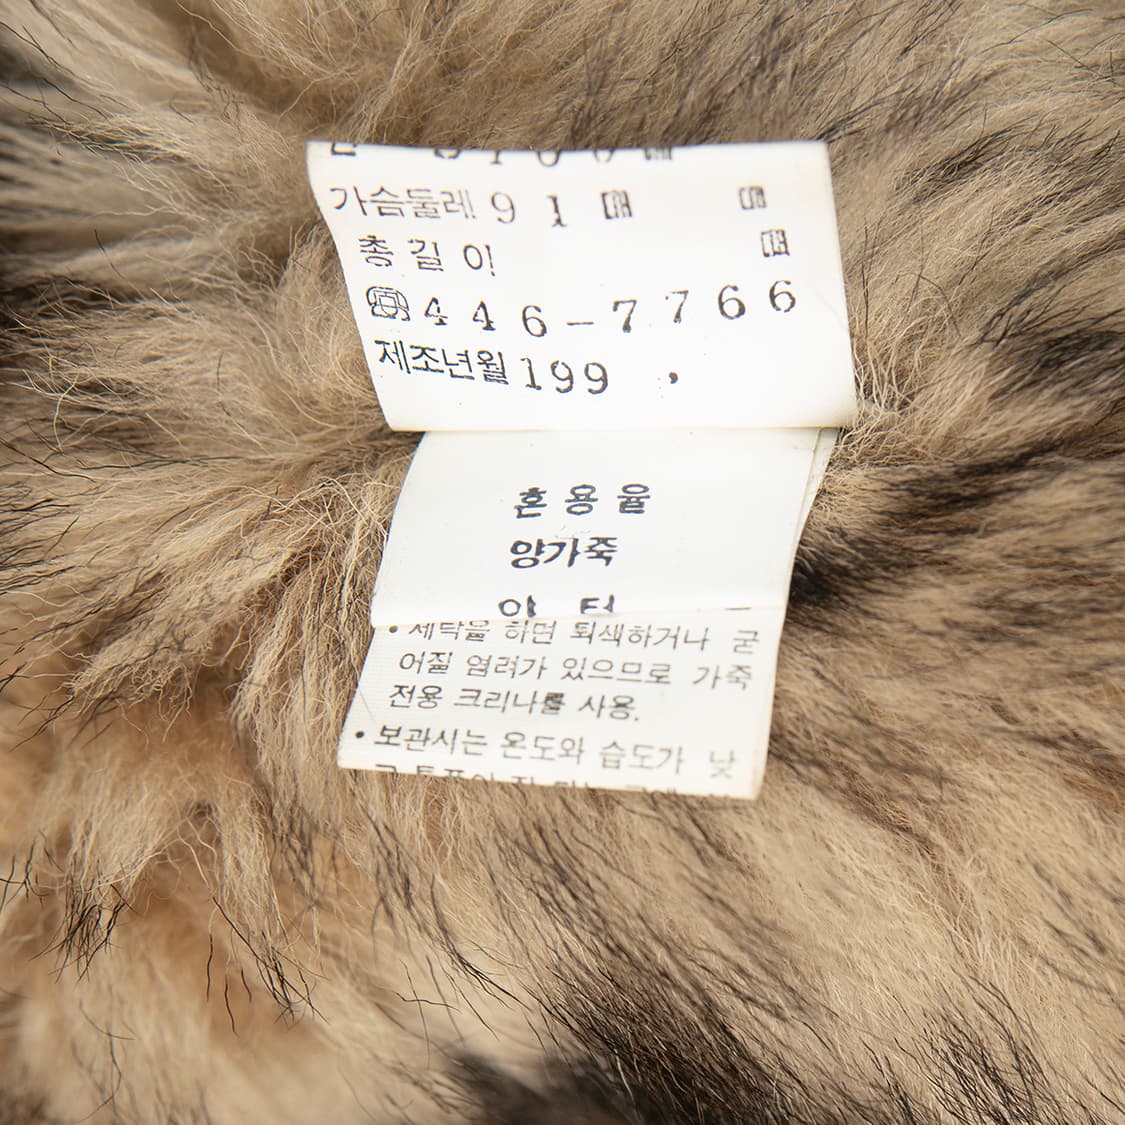 가슴둘레 91
총길이
☎446-7766
제조년월 199 ,
혼용율
양가죽
양 털
• 세탁을 하면 퇴색하거나 굳
어질 염려가 있으므로 가죽
전용 크리나를 사용.
• 보관시는 온도와 습도가 낮